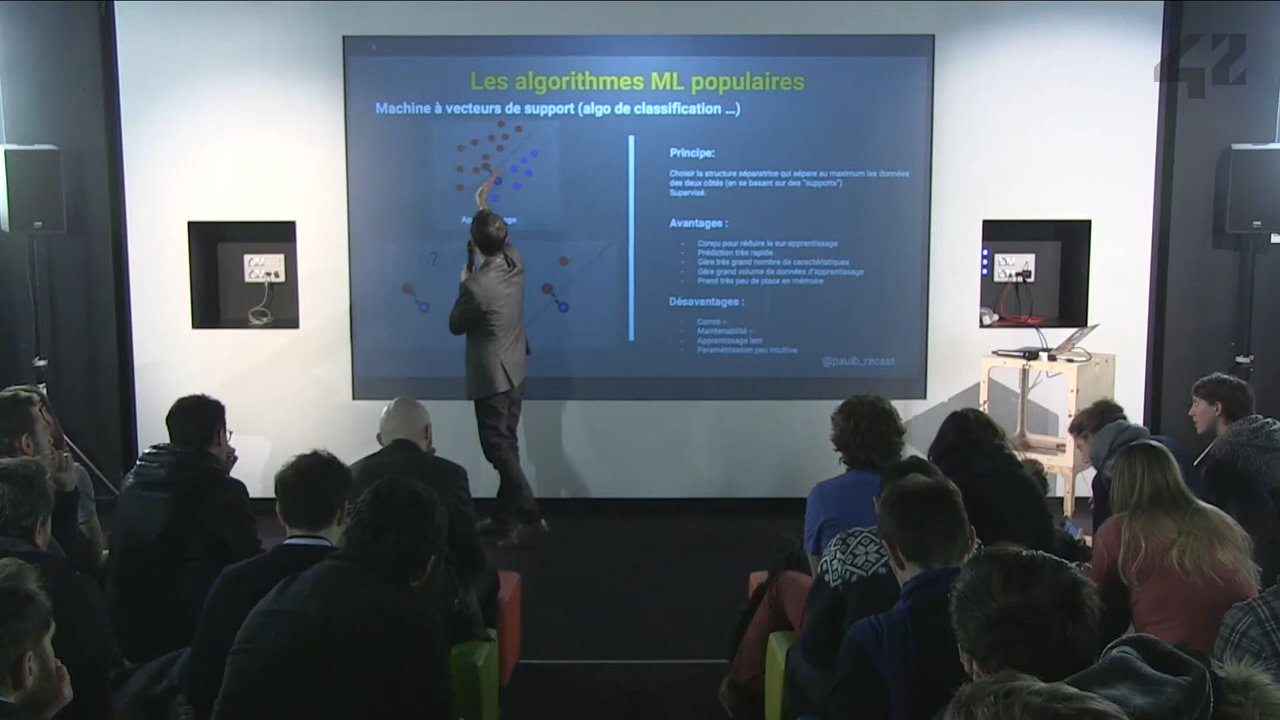 42
Les algorithmes ML populaires
Machine à vecteurs de support (algo de classification ...)
Principe:
Choisir la structure séparatrice qui sépare au maximum les données
des deux côtés (en se basant sur des "supports")
Supervisé.
Avantages :
- Conçu pour réduire le sur-apprentissage
- Prédiction très rapide
- Gère très grand nombre de caractéristiques
- Gère grand volume de données d'apprentissage
- Prend très peu de place en mémoire
Désavantages :
- Comm -
- Maintenabilité -
- Apprentissage lent
- Paramétrisation peu intuitive
@paulb_recast